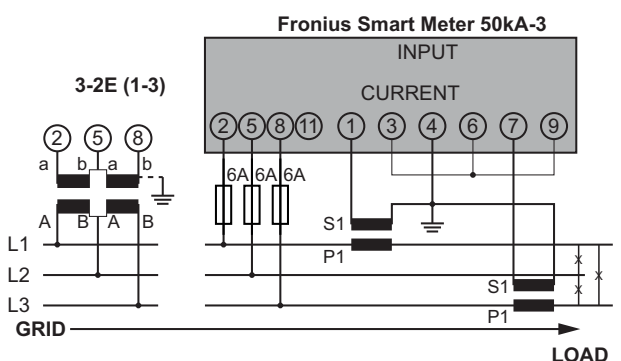 Fronius Smart Meter 50kA-3
INPUT
3-2E (1-3)
CURRENT
2 5 8
2 5 8 11 1 3 4 6 7 9
a b a b
6A 6A 6A
A B A B
S1
L1
P1
L2
S1
L3
P1
GRID
LOAD
x
x
x